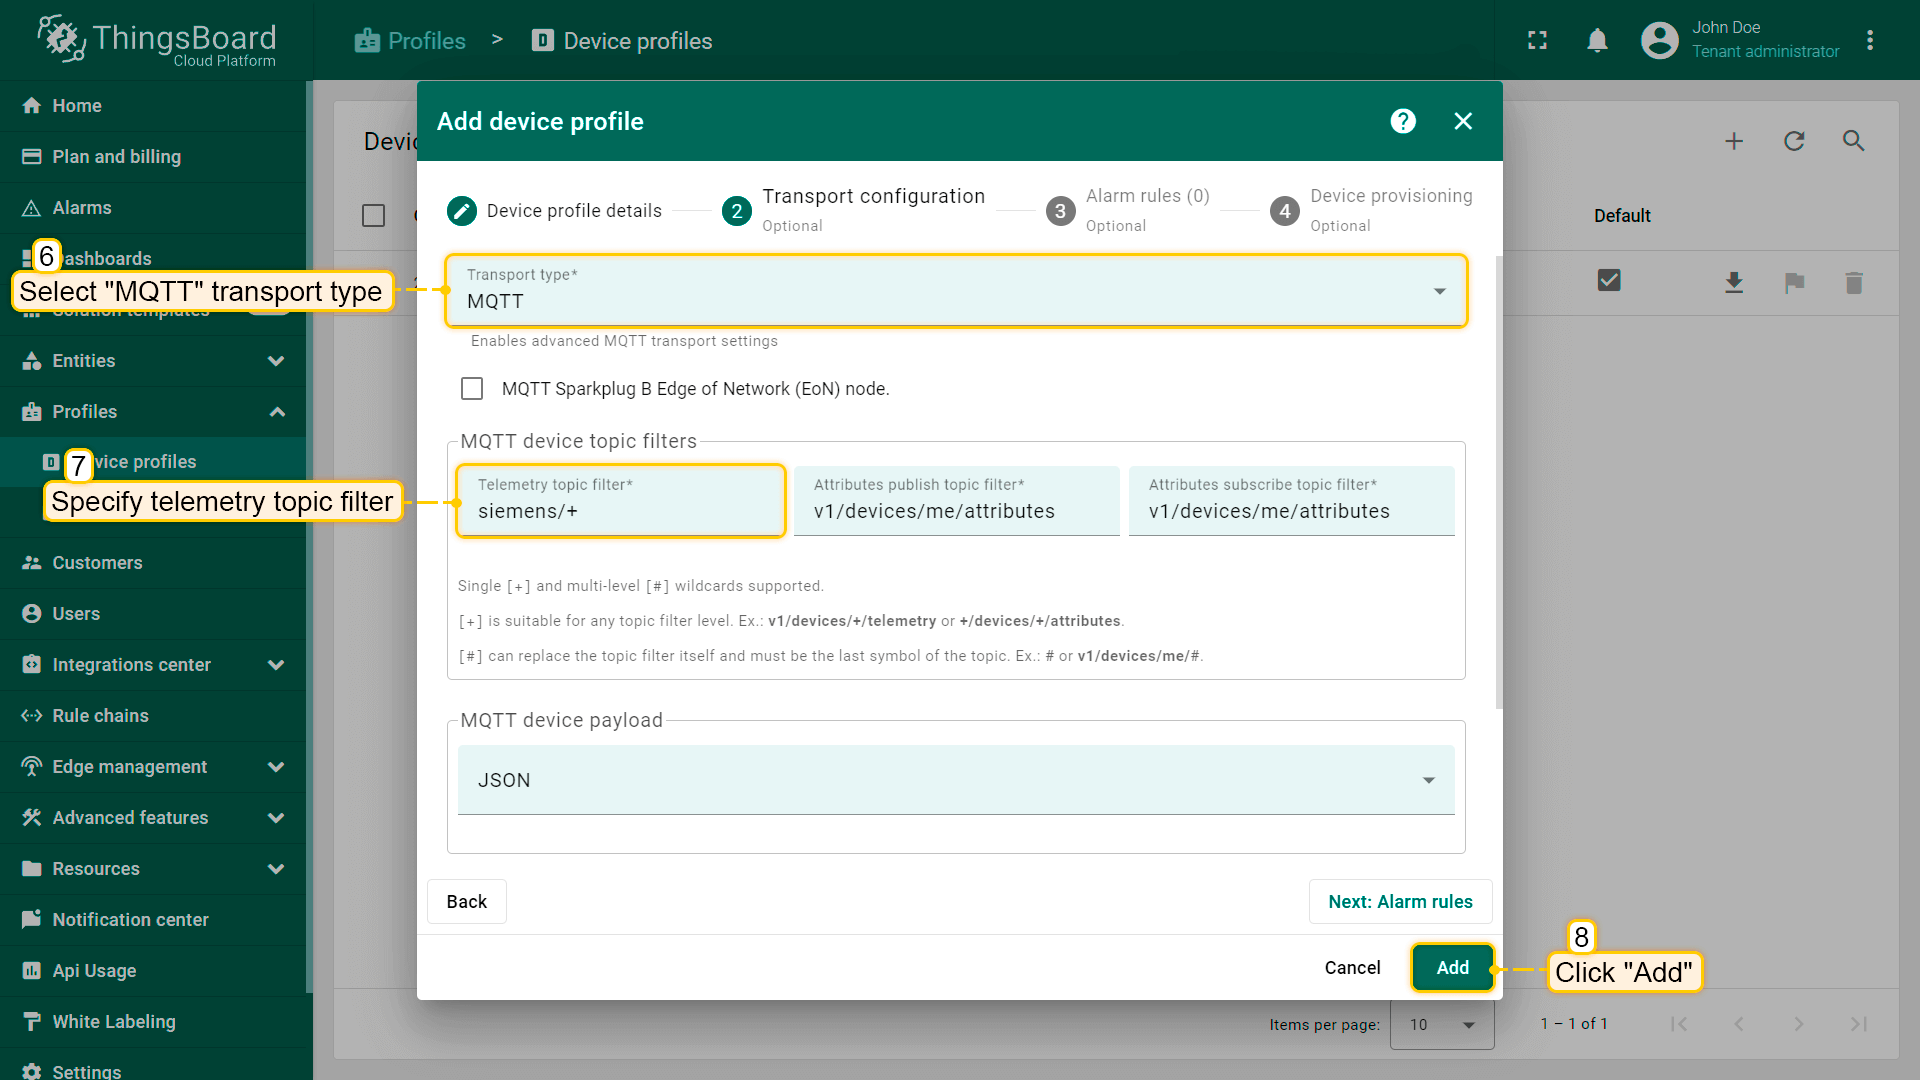 ThingsBoard
Cloud Platform
Profiles > Device profiles
John Doe
Tenant administrator
Home
Plan and billing
Alarms
ashboards
6
Select "MQTT" transport type
Entities
Profiles
vice profiles
7
Specify telemetry topic filter
Customers
Users
Integrations center
Rule chains
Edge management
Advanced features
Resources
Notification center
Api Usage
White Labeling
Settings
Devic
Default
Add device profile
Device profile details
2
Transport configuration
Optional
3
Alarm rules (0)
Optional
4
Device provisioning
Optional
Transport type*
MQTT
Enables advanced MQTT transport settings
MQTT Sparkplug B Edge of Network (EoN) node.
MQTT device topic filters
Telemetry topic filter*
siemens/+
Attributes publish topic filter*
v1/devices/me/attributes
Attributes subscribe topic filter*
v1/devices/me/attributes
Single [+] and multi-level [#] wildcards supported.
[+] is suitable for any topic filter level. Ex.: v1/devices/+/telemetry or +/devices/+/attributes.
[#] can replace the topic filter itself and must be the last symbol of the topic. Ex.: # or v1/devices/me/#.
MQTT device payload
JSON
Back
Next: Alarm rules
Cancel
Add
8
Click "Add"
Items per page:
10
1 – 1 of 1